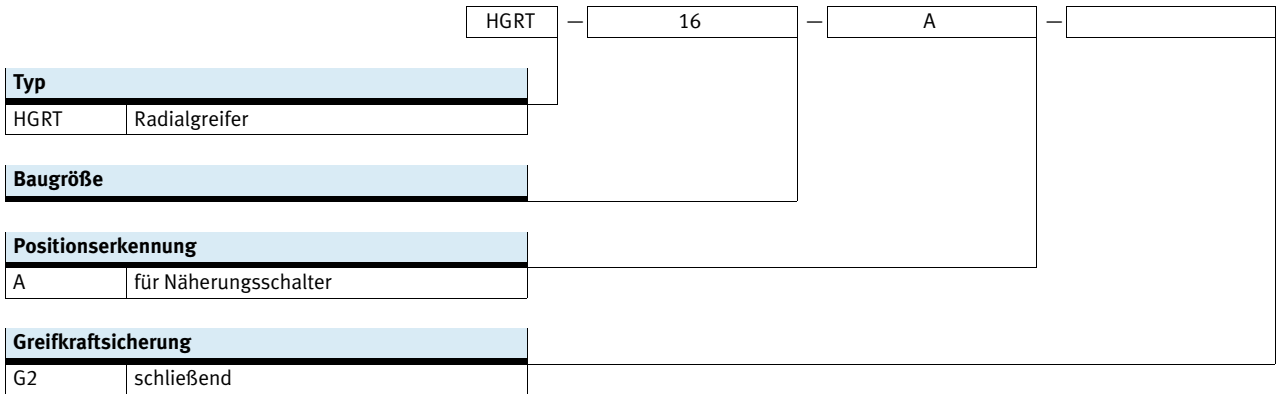 HGRT — 16 — A —
Typ
HGRT Radialgreifer
Baugröße
Positionserkennung
A für Näherungsschalter
Greifkraftsicherung
G2 schließend